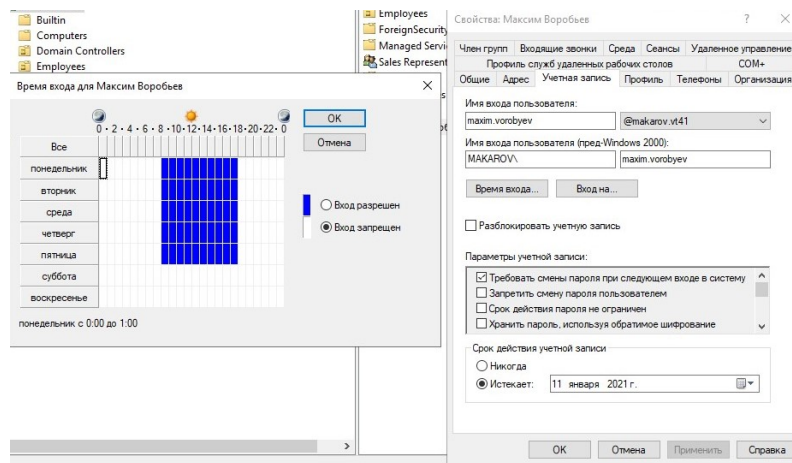 Builtin
Computers
Domain Controllers
Employees
Employees
ForeignSecurity
Managed Servi
Sales Represent
Время входа для Максим Воробьев
0 · 2 · 4 · 6 · 8 · 10 · 12 · 14 · 16 · 18 · 20 · 22 · 0
Все
понедельник
вторник
среда
четверг
пятница
суббота
воскресенье
OK
Отмена
Вход разрешен
Вход запрещен
понедельник с 0:00 до 1:00
Свойства: Максим Воробьев
Член групп Входящие звонки Среда Сеансы Удаленное управление
Профиль служб удаленных рабочих столов COM+
Общие Адрес Учетная запись Профиль Телефоны Организация
Имя входа пользователя:
maxim.vorobyev @makarov.vt41
Имя входа пользователя (пред-Windows 2000):
MAKAROV\ maxim.vorobyev
Время входа... Вход на...
Разблокировать учетную запись
Параметры учетной записи:
Требовать смены пароля при следующем входе в систему
Запретить смену пароля пользователем
Срок действия пароля не ограничен
Хранить пароль, используя обратимое шифрование
Срок действия учетной записи
Никогда
Истекает: 11 января 2021 г.
OK Отмена Применить Справка